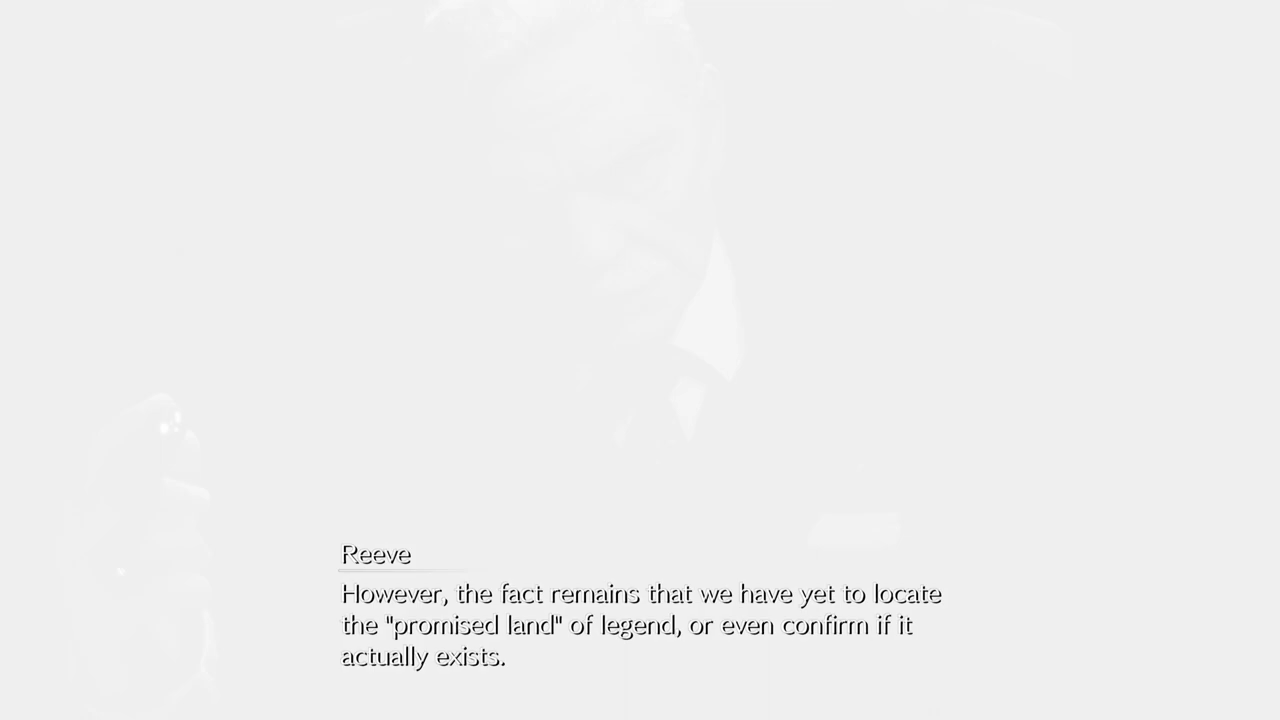 Reeve
However, the fact remains that we have yet to locate
the "promised land" of legend, or even confirm if it
actually exists.